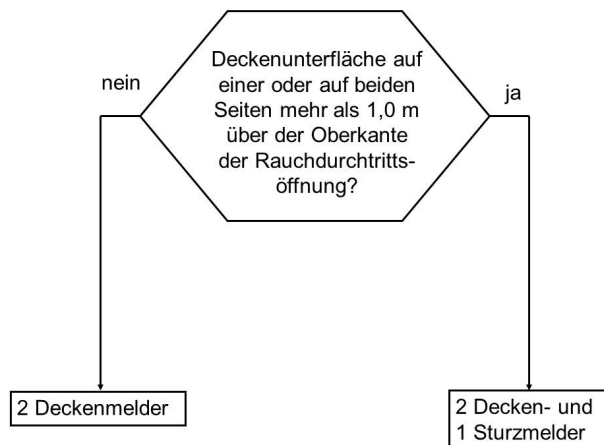 Deckenunterfläche auf
einer oder auf beiden
Seiten mehr als 1,0 m
über der Oberkante
der Rauchdurchtritts-
öffnung?
nein
ja
2 Deckenmelder
2 Decken- und
1 Sturzmelder